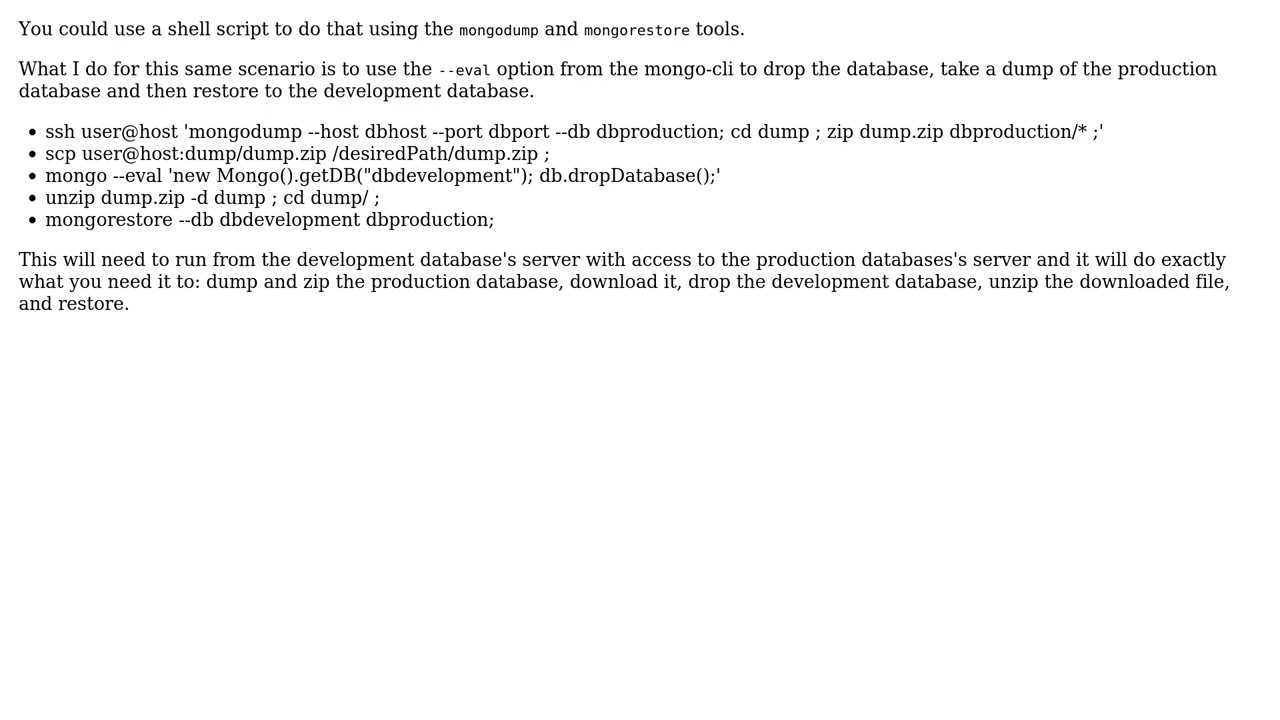 You could use a shell script to do that using the mongodump and mongorestore tools.
What I do for this same scenario is to use the --eval option from the mongo-cli to drop the database, take a dump of the production
database and then restore to the development database.
• ssh user@host 'mongodump --host dbhost --port dbport --db dbproduction; cd dump ; zip dump.zip dbproduction/* ;'
• scp user@host:dump/dump.zip /desiredPath/dump.zip ;
• mongo --eval 'new Mongo().getDB("dbdevelopment"); db.dropDatabase();'
• unzip dump.zip -d dump ; cd dump/ ;
• mongorestore --db dbdevelopment dbproduction;
This will need to run from the development database's server with access to the production databases's server and it will do exactly
what you need it to: dump and zip the production database, download it, drop the development database, unzip the downloaded file,
and restore.